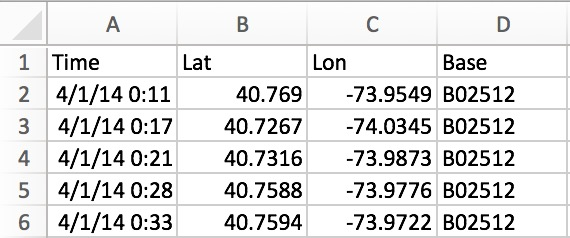 A B C D
1 Time Lat Lon Base
2 4/1/14 0:11 40.769 -73.9549 B02512
3 4/1/14 0:17 40.7267 -74.0345 B02512
4 4/1/14 0:21 40.7316 -73.9873 B02512
5 4/1/14 0:28 40.7588 -73.9776 B02512
6 4/1/14 0:33 40.7594 -73.9722 B02512